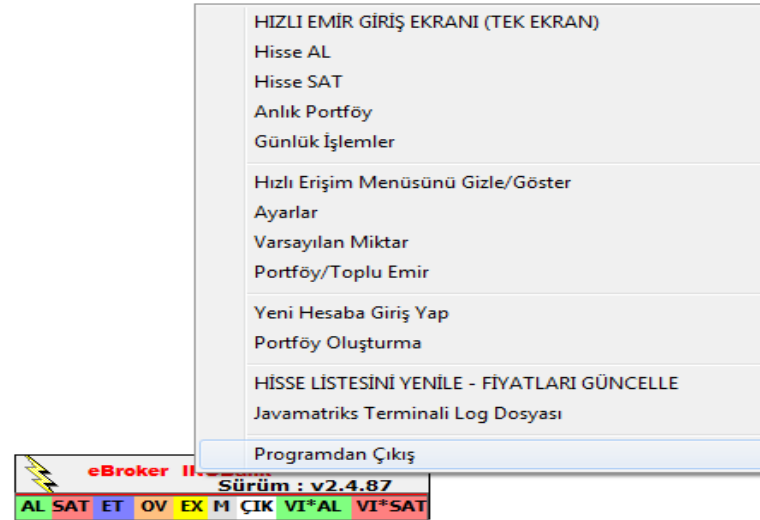 HIZLI EMİR GİRİŞ EKRANI (TEK EKRAN)
Hisse AL
Hisse SAT
Anlık Portföy
Günlük İşlemler
Hızlı Erişim Menüsünü Gizle/Göster
Ayarlar
Varsayılan Miktar
Portföy/Toplu Emir
Yeni Hesaba Giriş Yap
Portföy Oluşturma
HİSSE LİSTESİNİ YENİLE - FİYATLARI GÜNCELLE
Javamatriks Terminali Log Dosyası
Programdan Çıkış
eBroker
Sürüm : v2.4.87
AL SAT ET OV EX M ÇIK VI*AL VI*SAT